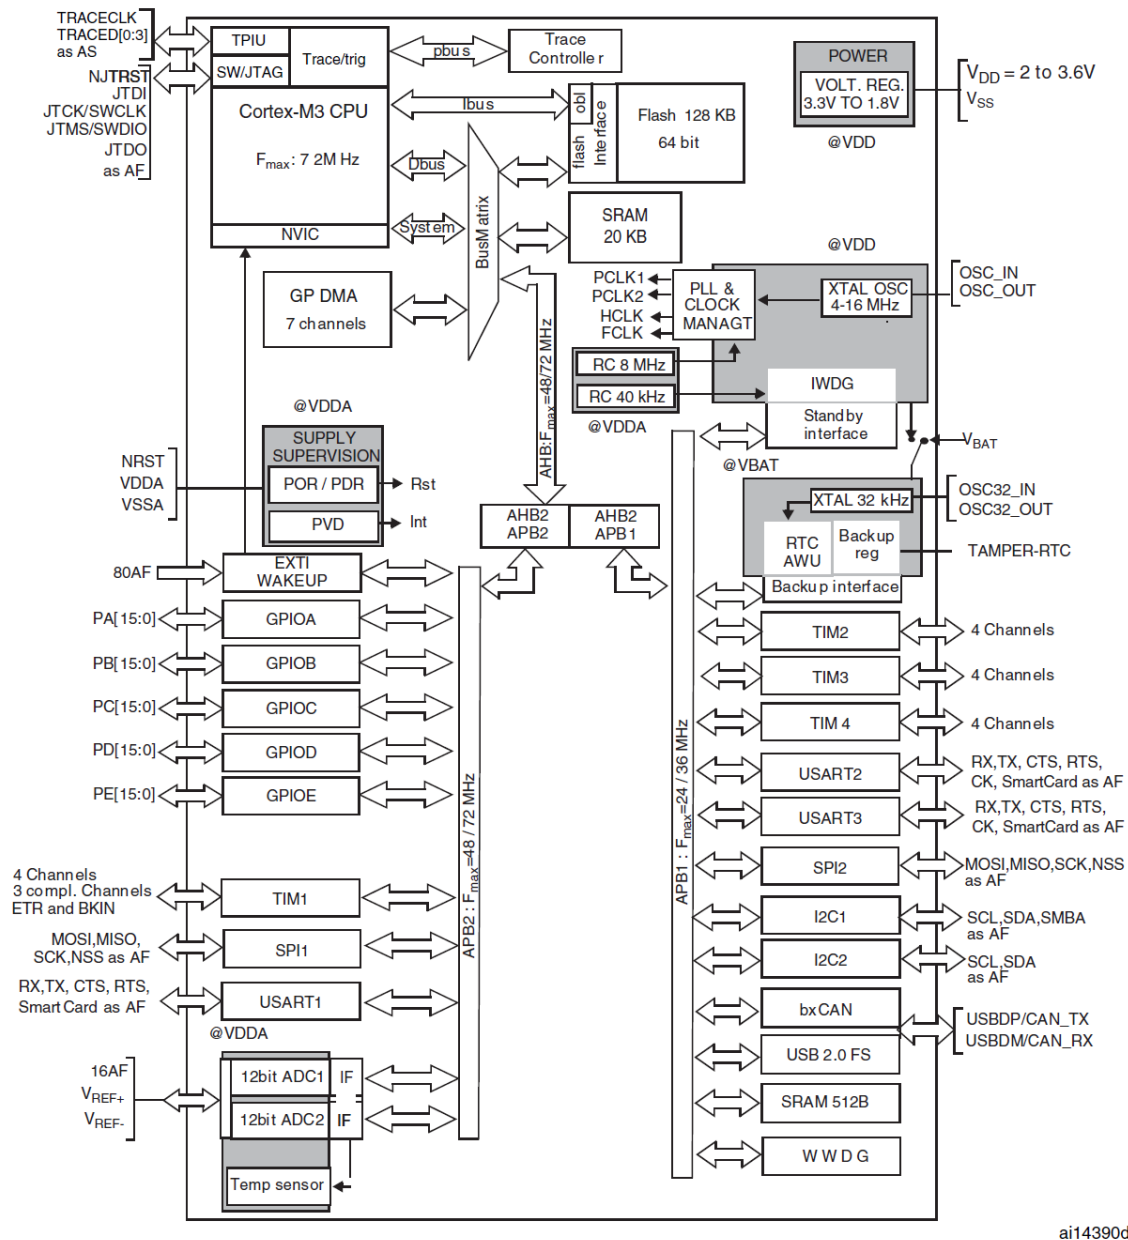 TRACECLK
TRACED[0:3]
as AS
NJTRST
JTDI
JTCK/SWCLK
JTMS/SWDIO
JTDO
as AF
TPIU
SW/JTAG
Trace/trig
Cortex-M3 CPU
Fmax: 7 2M Hz
NVIC
pbus
Trace
Controller
Ibus
Dbus
System
BusM atrix
obl
flash
Interface
Flash 128 KB
64 bit
SRAM
20 KB
POWER
VOLT. REG.
3.3V TO 1.8V
@VDD
VDD = 2 to 3.6V
VSS
GP DMA
7 channels
@VDD
PCLK1
PCLK2
HCLK
FCLK
PLL &
CLOCK
MANAGT
XTAL OSC
4-16 MHz
OSC_IN
OSC_OUT
RC 8 MHz
RC 40 kHz
@VDDA
IWDG
Stand by
interface
VBAT
@VBAT
AHB:Fmax=48/72 MHz
@VDDA
SUPPLY
SUPERVISION
POR / PDR
PVD
Rst
Int
NRST
VDDA
VSSA
XTAL 32 kHz
RTC
AWU
Backup
reg
Backup interface
OSC32_IN
OSC32_OUT
TAMPER-RTC
AHB2
APB2
AHB2
APB1
80AF
EXTI
WAKEUP
PA[15:0]
GPIOA
PB[15:0]
GPIOB
PC[15:0]
GPIOC
PD[15:0]
GPIOD
PE[15:0]
GPIOE
4 Channels
3 compl. Channels
ETR and BKIN
TIM1
MOSI,MISO,
SCK,NSS as AF
SPI1
RX,TX, CTS, RTS,
Smart Card as AF
USART1
@VDDA
16AF
VREF+
VREF-
12bit ADC1
IF
12bit ADC2
IF
Temp sensor
APB2 : Fmax=48 / 72 MHz
APB1 : Fmax=24 / 36 MHz
TIM2
4 Channels
TIM3
4 Channels
TIM 4
4 Channels
USART2
RX,TX, CTS, RTS,
CK, SmartCard as AF
USART3
RX,TX, CTS, RTS,
CK, SmartCard as AF
SPI2
MOSI,MISO,SCK,NSS
as AF
I2C1
SCL,SDA,SMBA
as AF
I2C2
SCL,SDA
as AF
bxCAN
USBDP/CAN_TX
USBDM/CAN_RX
USB 2.0 FS
SRAM 512B
W W D G
ai14390d